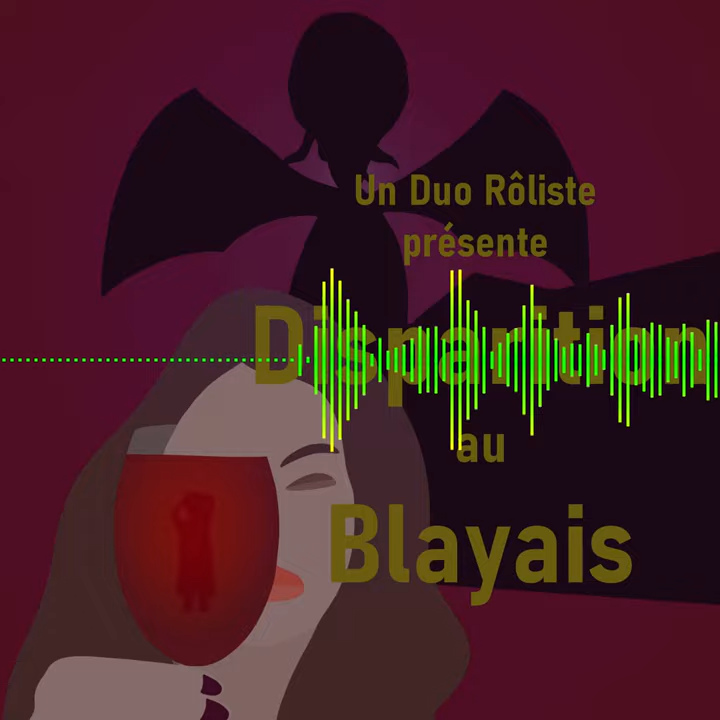 Un Duo Rôliste
présente
Disparition
au
Blayais